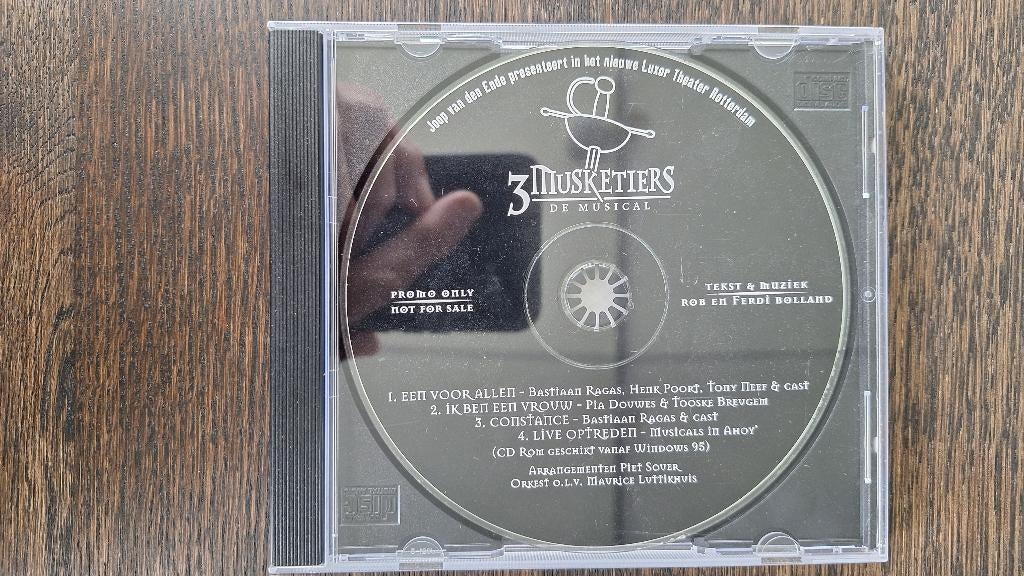 Joop van den Ende presenteert in het nieuwe Luxor Theater Rotterdam
3 MUSKETIERS
DE MUSICAL
PROMO ONLY
NOT FOR SALE
TEKST & MUZIEK
ROB EN FERDI BOLLAND
1. EEN VOOR ALLEN - BASTIAAN RAGAS, HENK POORT, TONY NEEF & CAST
2. IK BEN EEN VROUW - PIA DOUWES & TOOSKE BREUGEM
3. CONSTANCE - BASTIAAN RAGAS & CAST
4. LIVE OPTREDEN - MUSICALS IN AHOY'
(CD ROM GESCHIKT VANAF WINDOWS 95)
ARRANGEMENTEN PIET SOUER
ORKEST O.L.V. MAURICE LUTTIKHUIS
COMPACT
disc